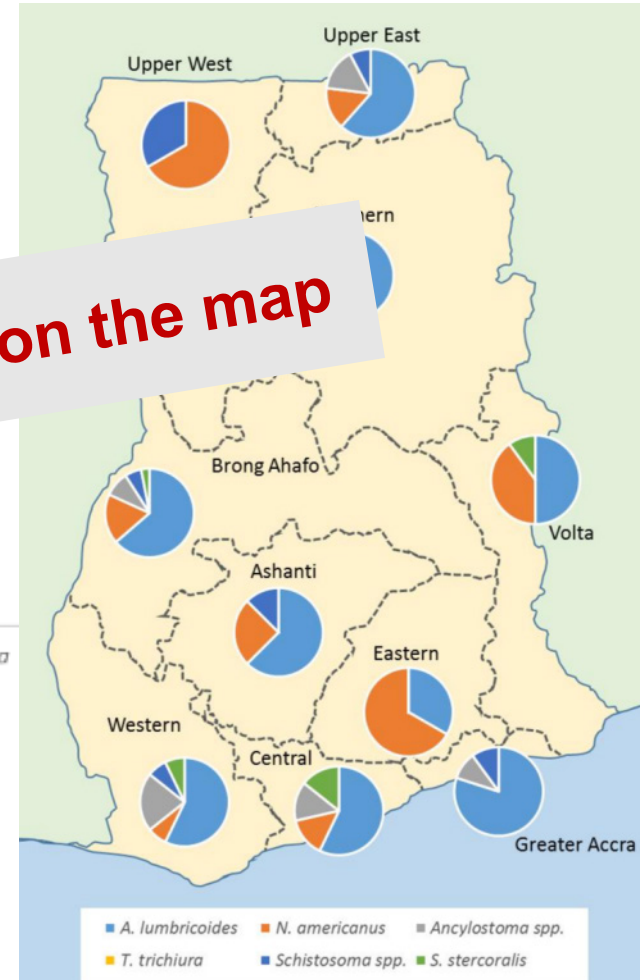 Upper East
Upper West
on the map
Brong Ahafo
Volta
Ashanti
Eastern
Western
Central
Greater Accra
A. lumbricoides N. americanus Ancylostoma spp.
T. trichiura Schistosoma spp. S. stercoralis